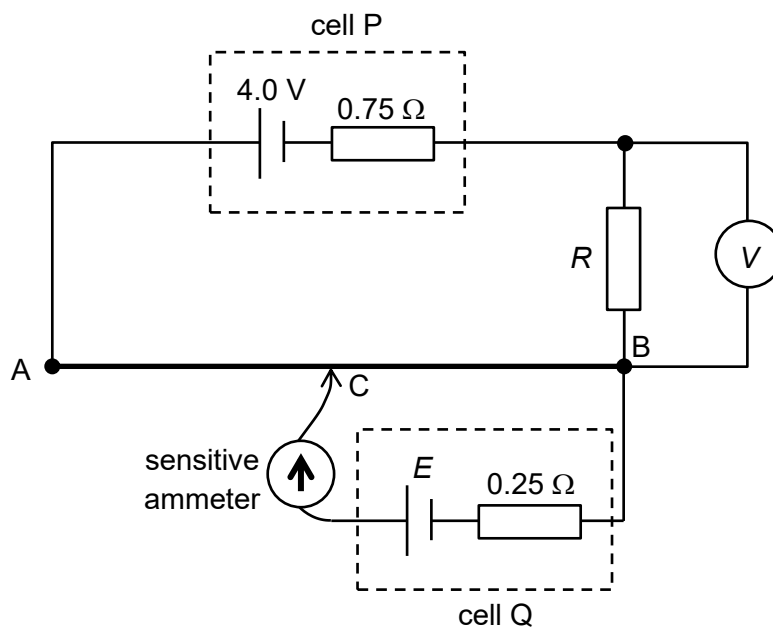 cell P
4.0 V
0.75 Ω
R
V
A
B
C
sensitive
ammeter
E
0.25 Ω
cell Q